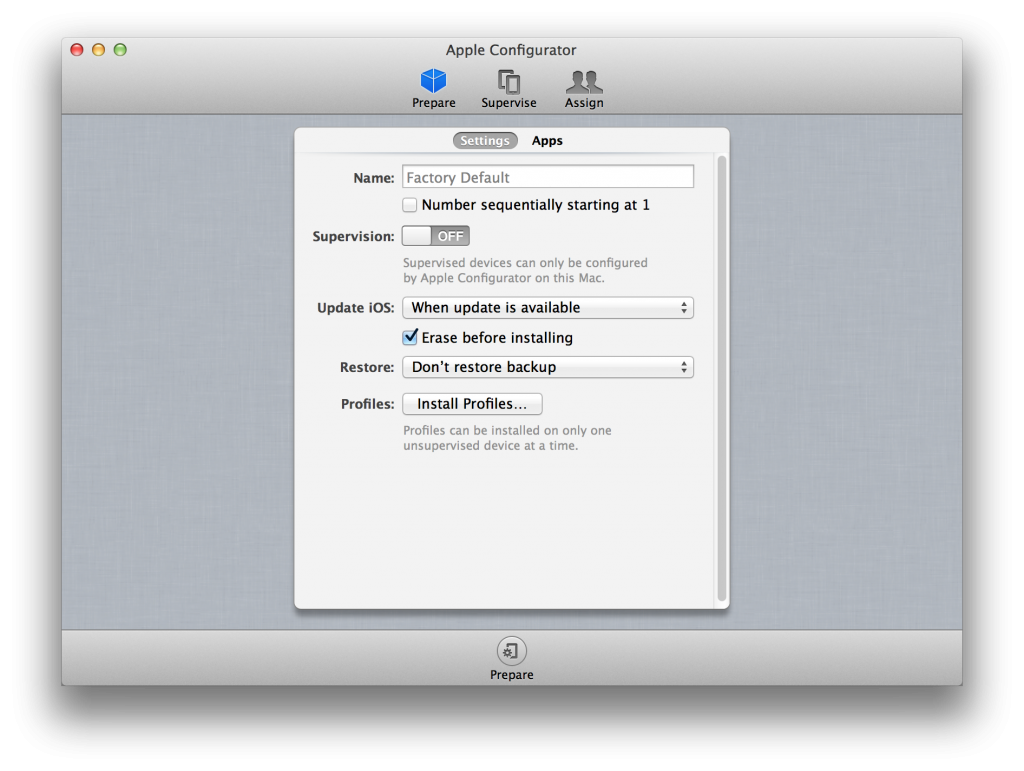 Apple Configurator
Prepare Supervise Assign
Settings Apps
Name: Factory Default
Number sequentially starting at 1
Supervision: OFF
Supervised devices can only be configured
by Apple Configurator on this Mac.
Update iOS: When update is available
Erase before installing
Restore: Don't restore backup
Profiles: Install Profiles...
Profiles can be installed on only one
unsupervised device at a time.
Prepare